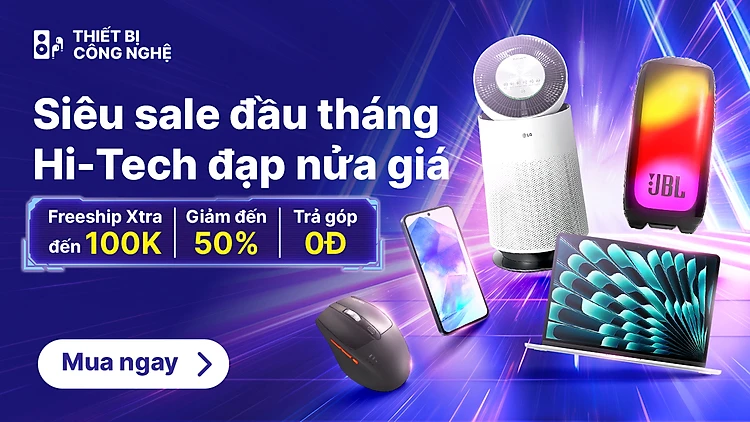 THIẾT BỊ
CÔNG NGHỆ
Siêu sale đầu tháng
Hi-Tech đạp nửa giá
Freeship Xtra
đến 100K
Giảm đến
50%
Trả góp
0Đ
Mua ngay
LG
JBL